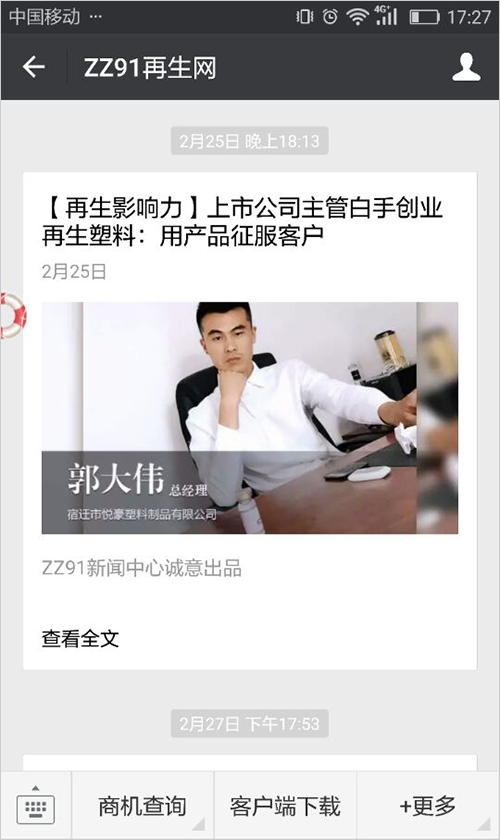 中国移动 ··· 4G+ 17:27
ZZ91再生网
2月25日 晚上18:13
【再生影响力】上市公司主管白手创业
再生塑料：用产品征服客户
2月25日
郭大伟 总经理
宿迁市悦豪塑料制品有限公司
ZZ91新闻中心诚意出品
查看全文
2月27日 下午17:53
商机查询 客户端下载 +更多